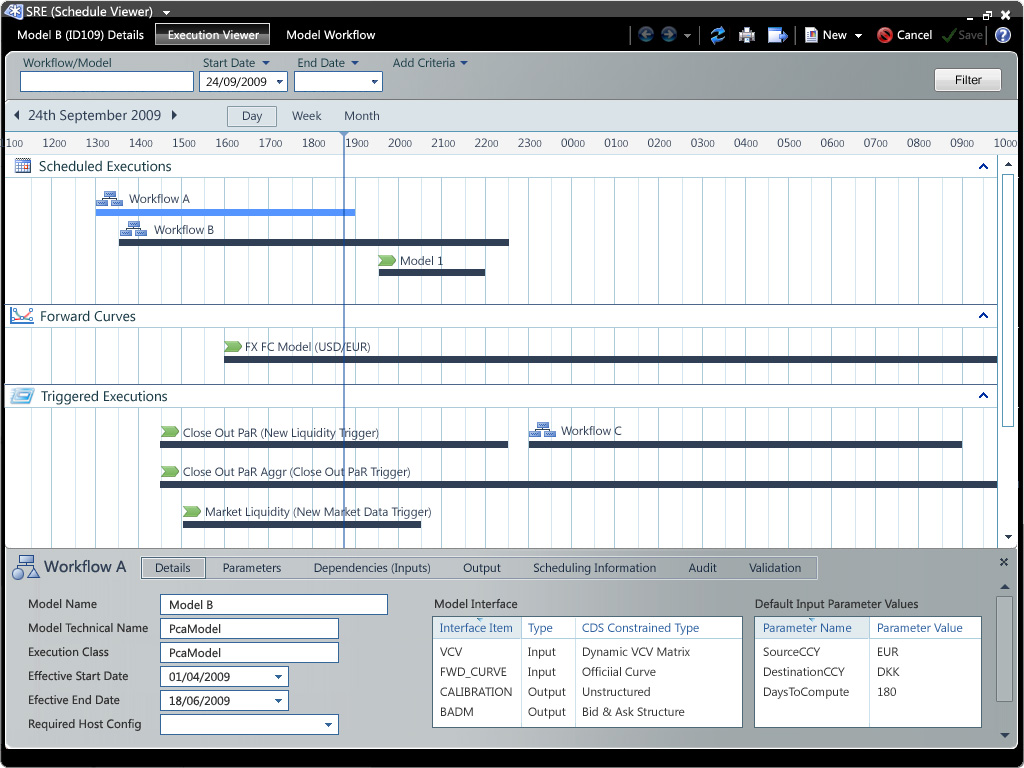 SRE (Schedule Viewer)
Model B (ID109) Details Execution Viewer Model Workflow New Cancel Save ?
Workflow/Model Start Date End Date Add Criteria
24/09/2009 Filter
24th September 2009 Day Week Month
1100 1200 1300 1400 1500 1600 1700 1800 1900 2000 2100 2200 2300 0000 0100 0200 0300 0400 0500 0600 0700 0800 0900 1000
Scheduled Executions
Workflow A
Workflow B
Model 1
Forward Curves
FX FC Model (USD/EUR)
Triggered Executions
Close Out PaR (New Liquidity Trigger) Workflow C
Close Out PaR Aggr (Close Out PaR Trigger)
Market Liquidity (New Market Data Trigger)
Workflow A Details Parameters Dependencies (Inputs) Output Scheduling Information Audit Validation
Model Name Model B
Model Technical Name PcaModel
Execution Class PcaModel
Effective Start Date 01/04/2009
Efective End Date 18/06/2009
Required Host Config
Model Interface
Interface Item Type CDS Constrained Type
VCV Input Dynamic VCV Matrix
FWD_CURVE Input Officiial Curve
CALIBRATION Output Unstructured
BADM Output Bid & Ask Structure
Default Input Parameter Values
Parameter Name Parameter Value
SourceCCY EUR
DestinationCCY DKK
DaysToCompute 180